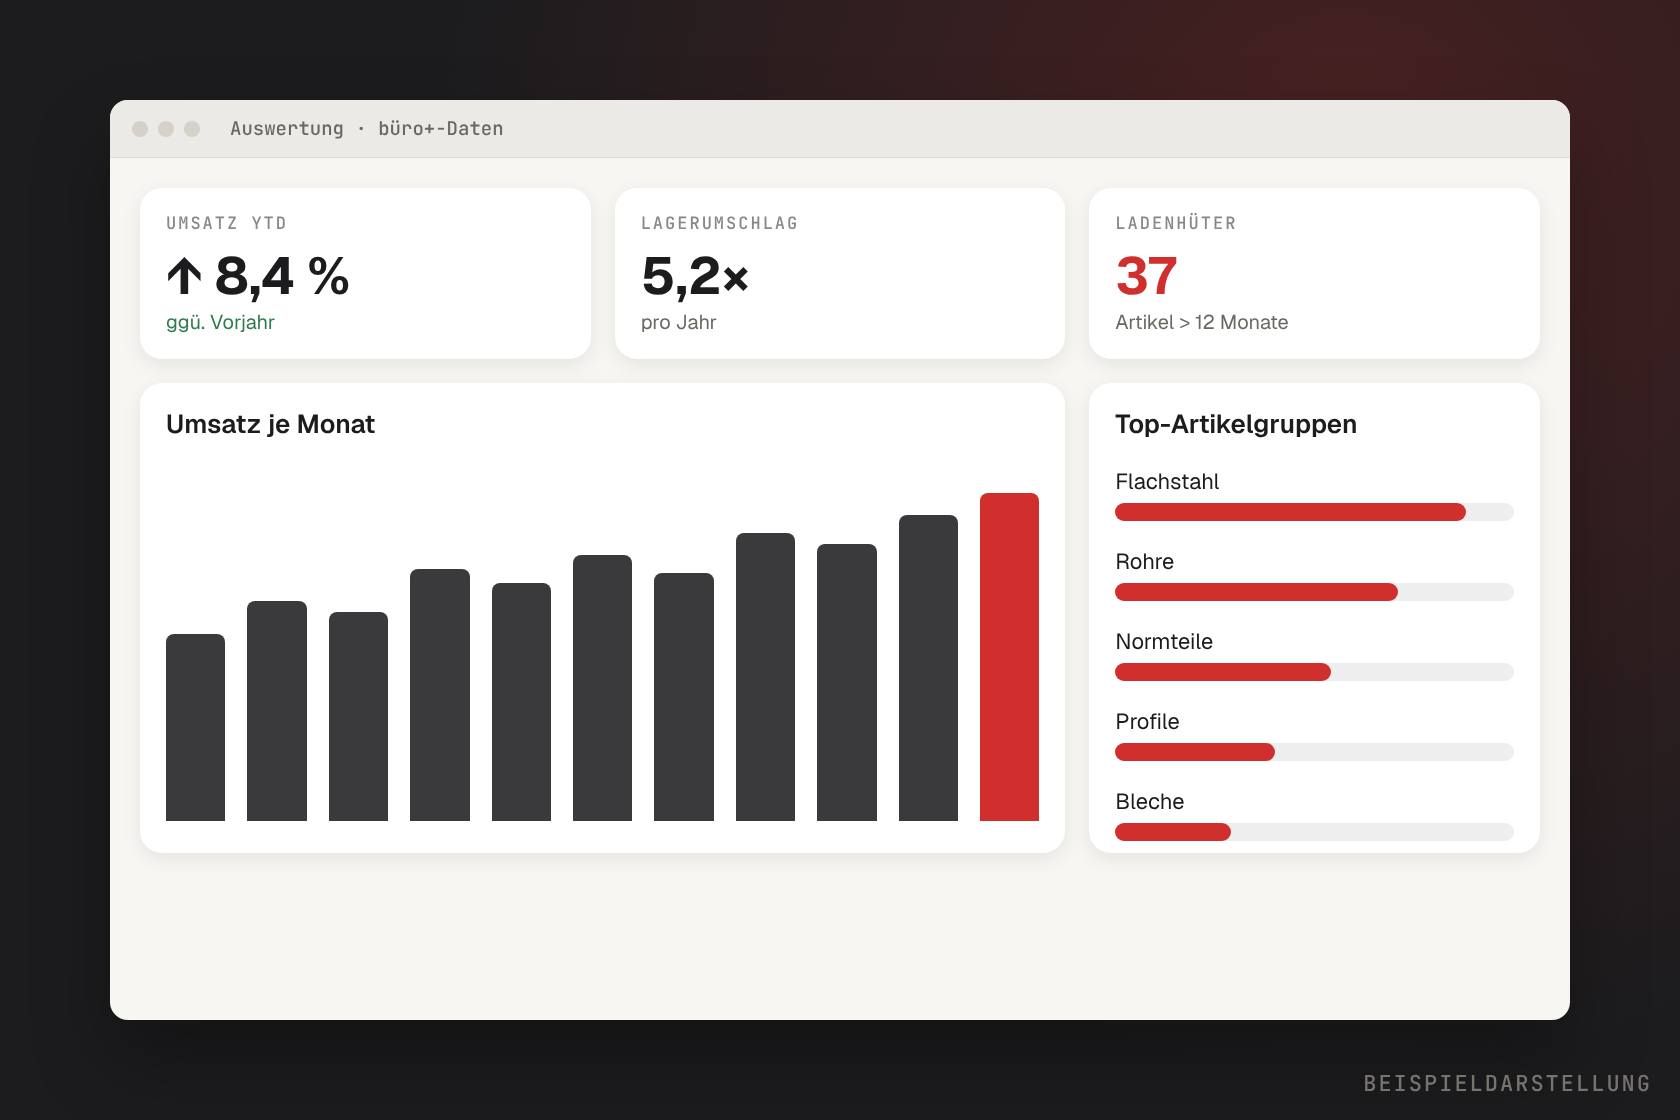 Auswertung · büro+-Daten
UMSATZ YTD
↑ 8,4 %
ggü. Vorjahr
LAGERUMSCHLAG
5,2×
pro Jahr
LADENHÜTER
37
Artikel > 12 Monate
Umsatz je Monat
Top-Artikelgruppen
Flachstahl
Rohre
Normteile
Profile
Bleche
BEISPIELDARSTELLUNG